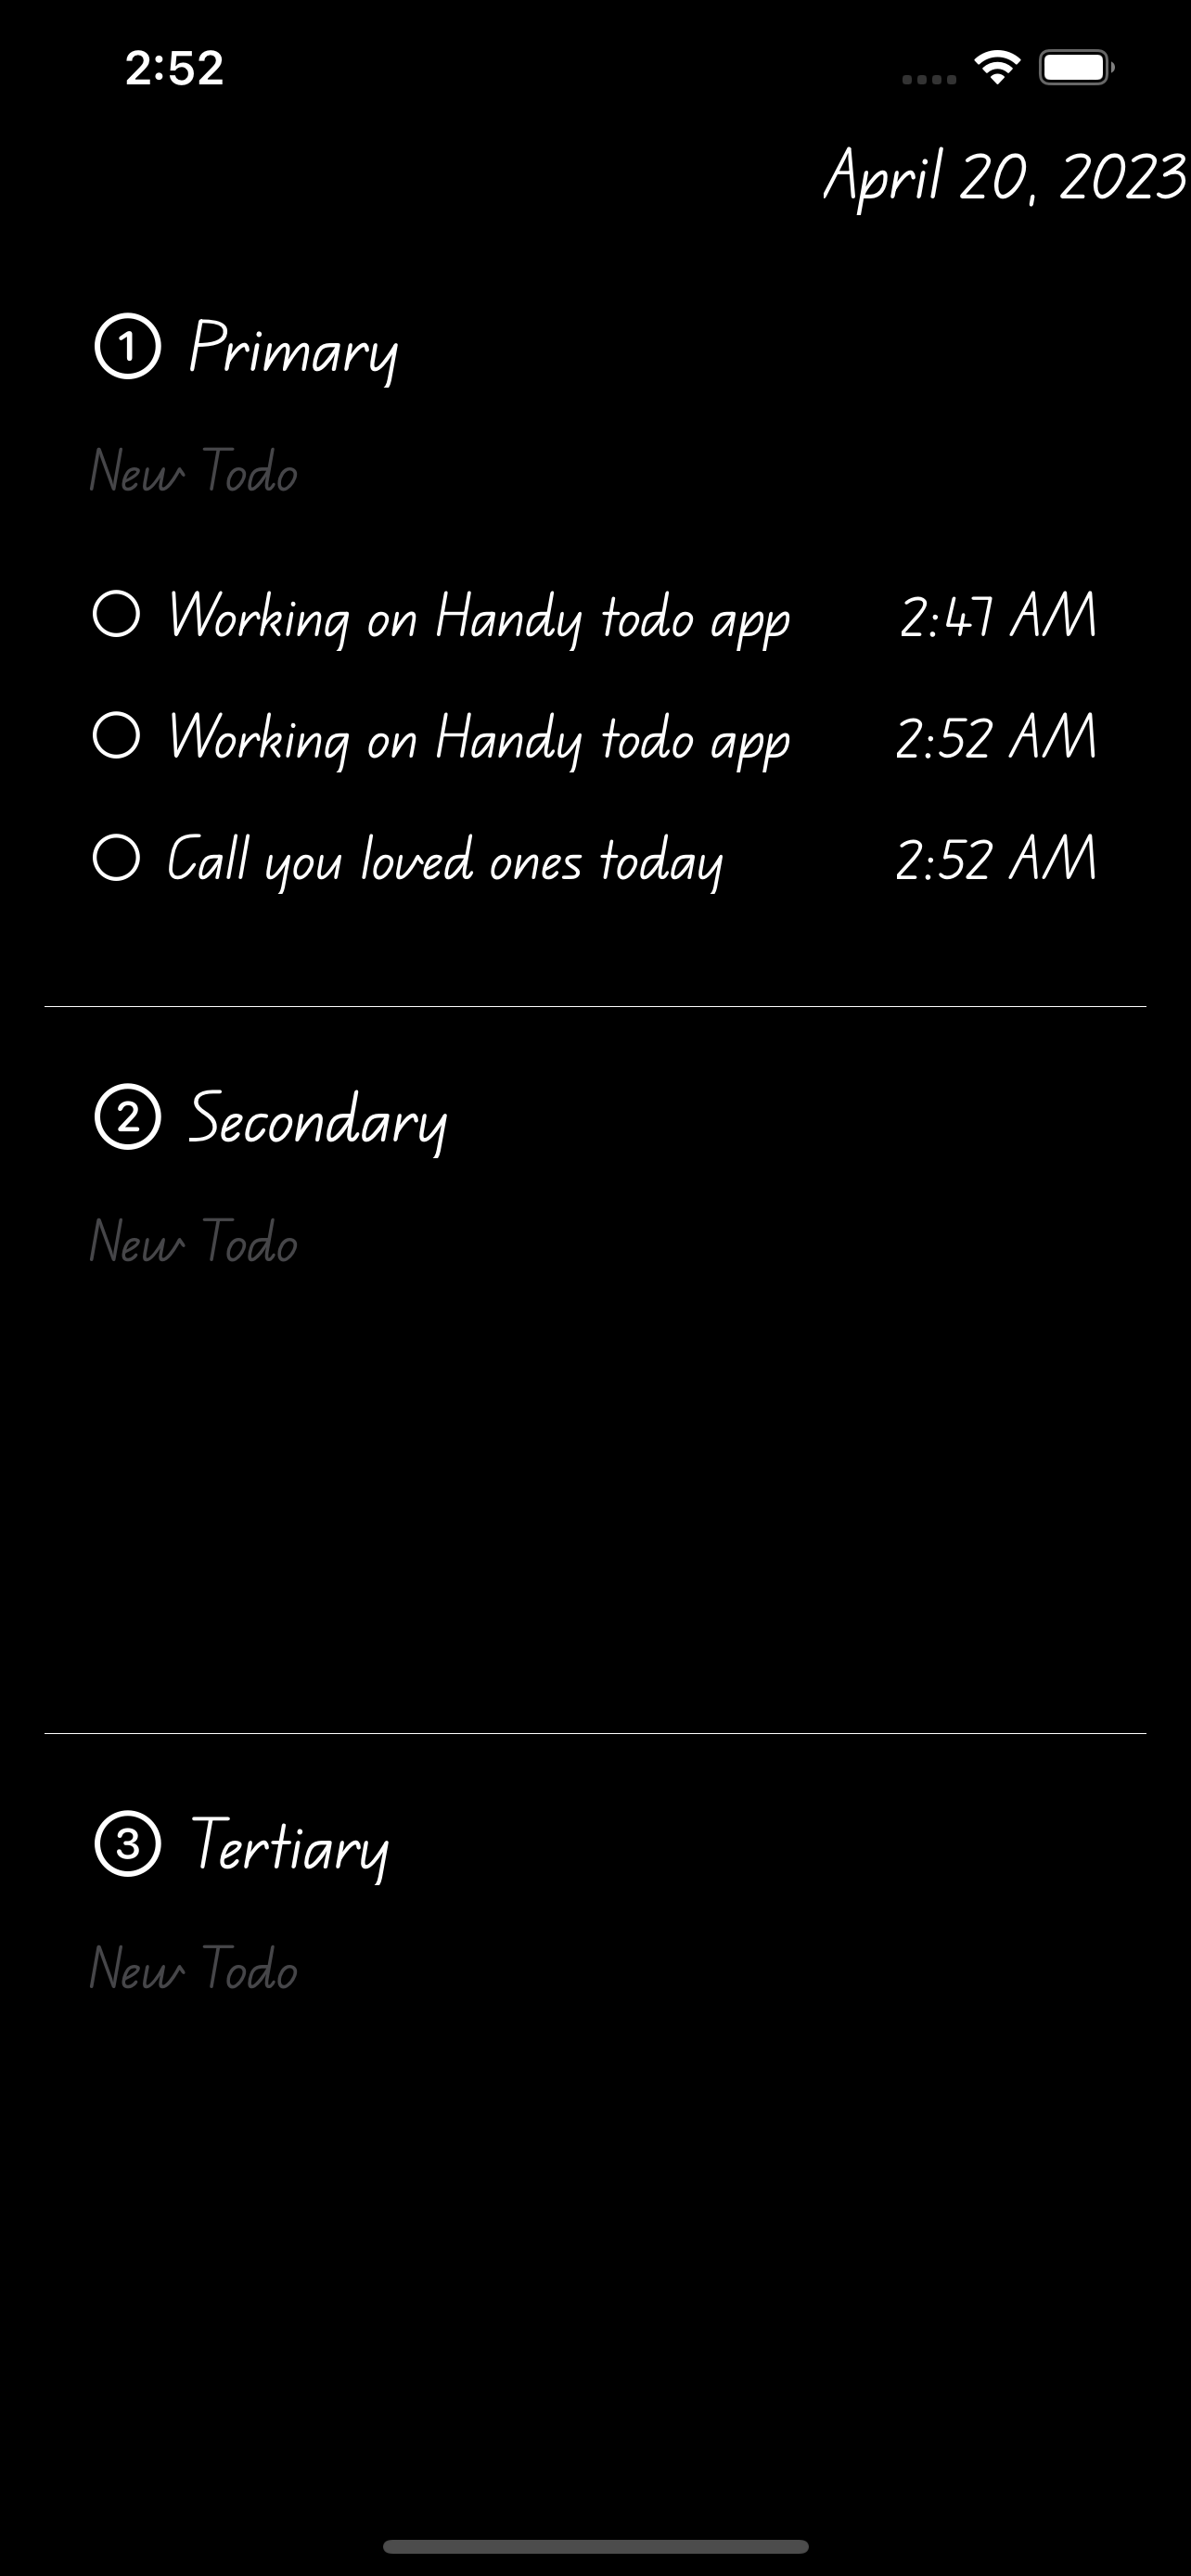 2:52
April 20, 2023
1 Primary
New Todo
Working on Handy todo app 2:47 AM
Working on Handy todo app 2:52 AM
Call you loved ones today 2:52 AM
2 Secondary
New Todo
3 Tertiary
New Todo